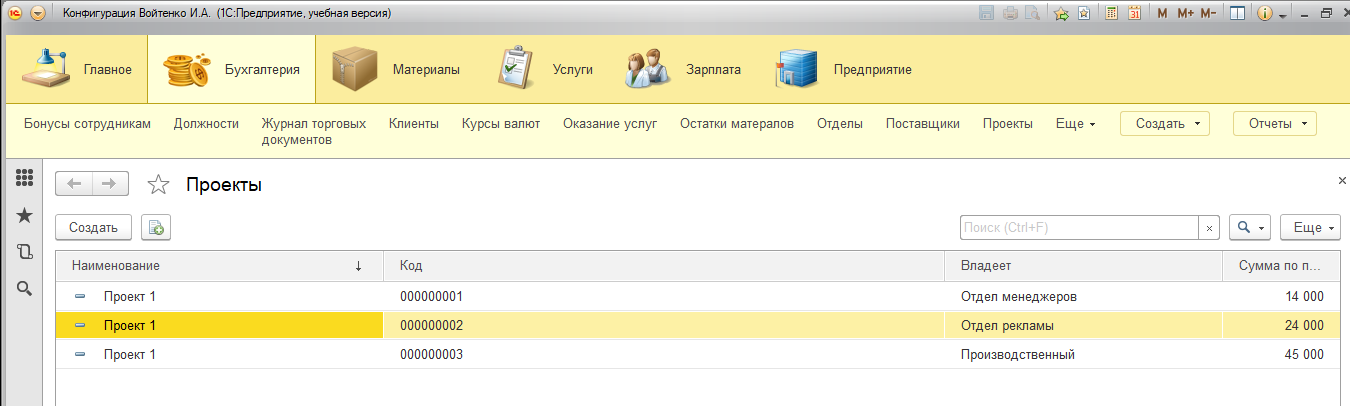 Конфигурация Войтенко И.А. (1С:Предприятие, учебная версия)
31 M M+ M-
Главное Бухгалтерия Материалы Услуги Зарплата Предприятие
Бонусы сотрудникам Должности Журнал торговых Клиенты Курсы валют Оказание услуг Остатки матералов Отделы Поставщики Проекты Еще Создать Отчеты
документов
Проекты
Создать Поиск (Ctrl+F) × Еще
Наименование ↓ Код Владеет Сумма по п...
Проект 1 000000001 Отдел менеджеров 14 000
Проект 1 000000002 Отдел рекламы 24 000
Проект 1 000000003 Производственный 45 000